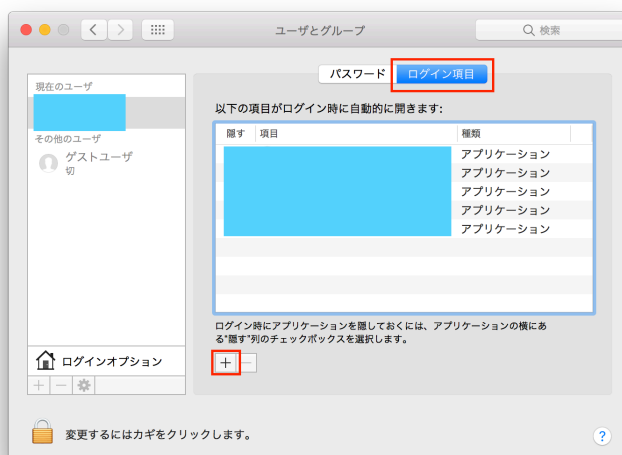 ユーザとグループ
検索
パスワード
ログイン項目
現在のユーザ
その他のユーザ
ゲストユーザ
切
以下の項目がログイン時に自動的に開きます:
隠す 項目 種類
アプリケーション
アプリケーション
アプリケーション
アプリケーション
アプリケーション
ログイン時にアプリケーションを隠しておくには、アプリケーションの横にあ
る"隠す"列のチェックボックスを選択します。
ログインオプション
変更するにはカギをクリックします。